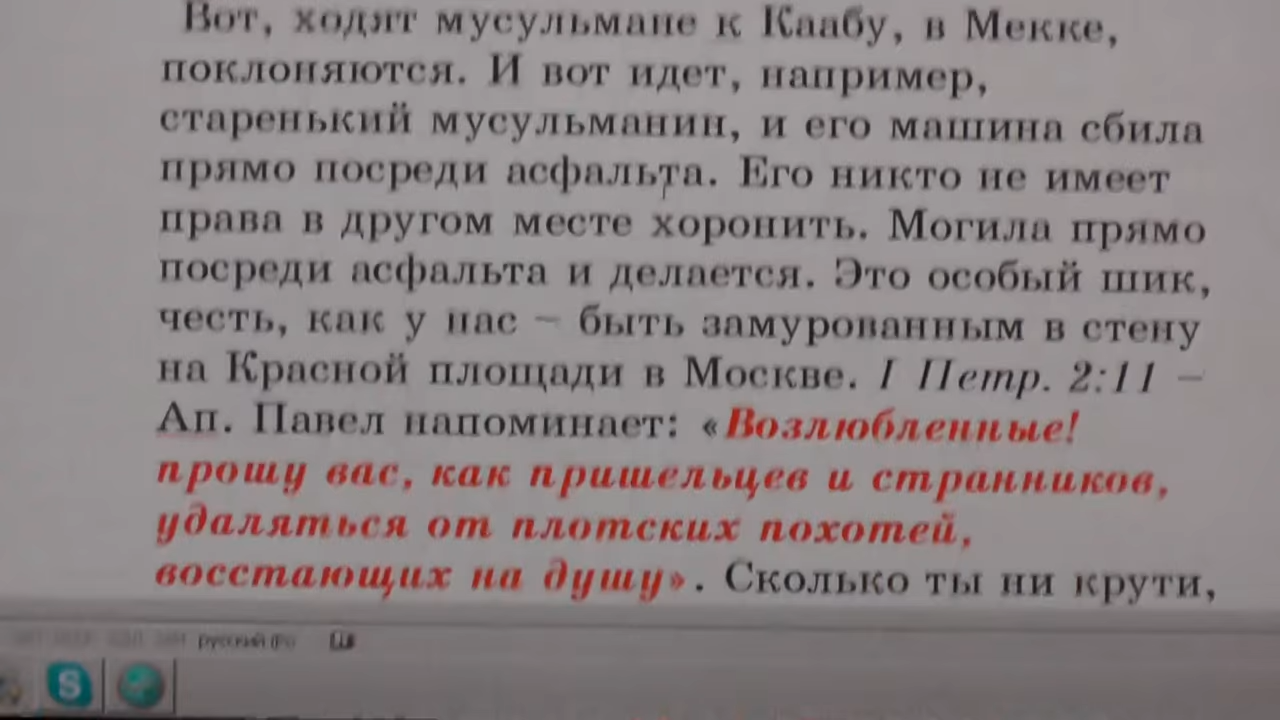 Вот, ходят мусульмане к Каабу, в Мекке,
поклоняются. И вот идет, например,
старенький мусульманин, и его машина сбила
прямо посреди асфальта. Его никто не имеет
права в другом месте хоронить. Могила прямо
посреди асфальта и делается. Это особый шик,
честь, как у нас – быть замурованным в стену
на Красной площади в Москве. I Петр. 2:11 –
Ап. Павел напоминает: «Возлюбленные!
прошу вас, как пришельцев и странников,
удаляться от плотских похотей,
восстающих на душу». Сколько ты ни крути,
русский
S